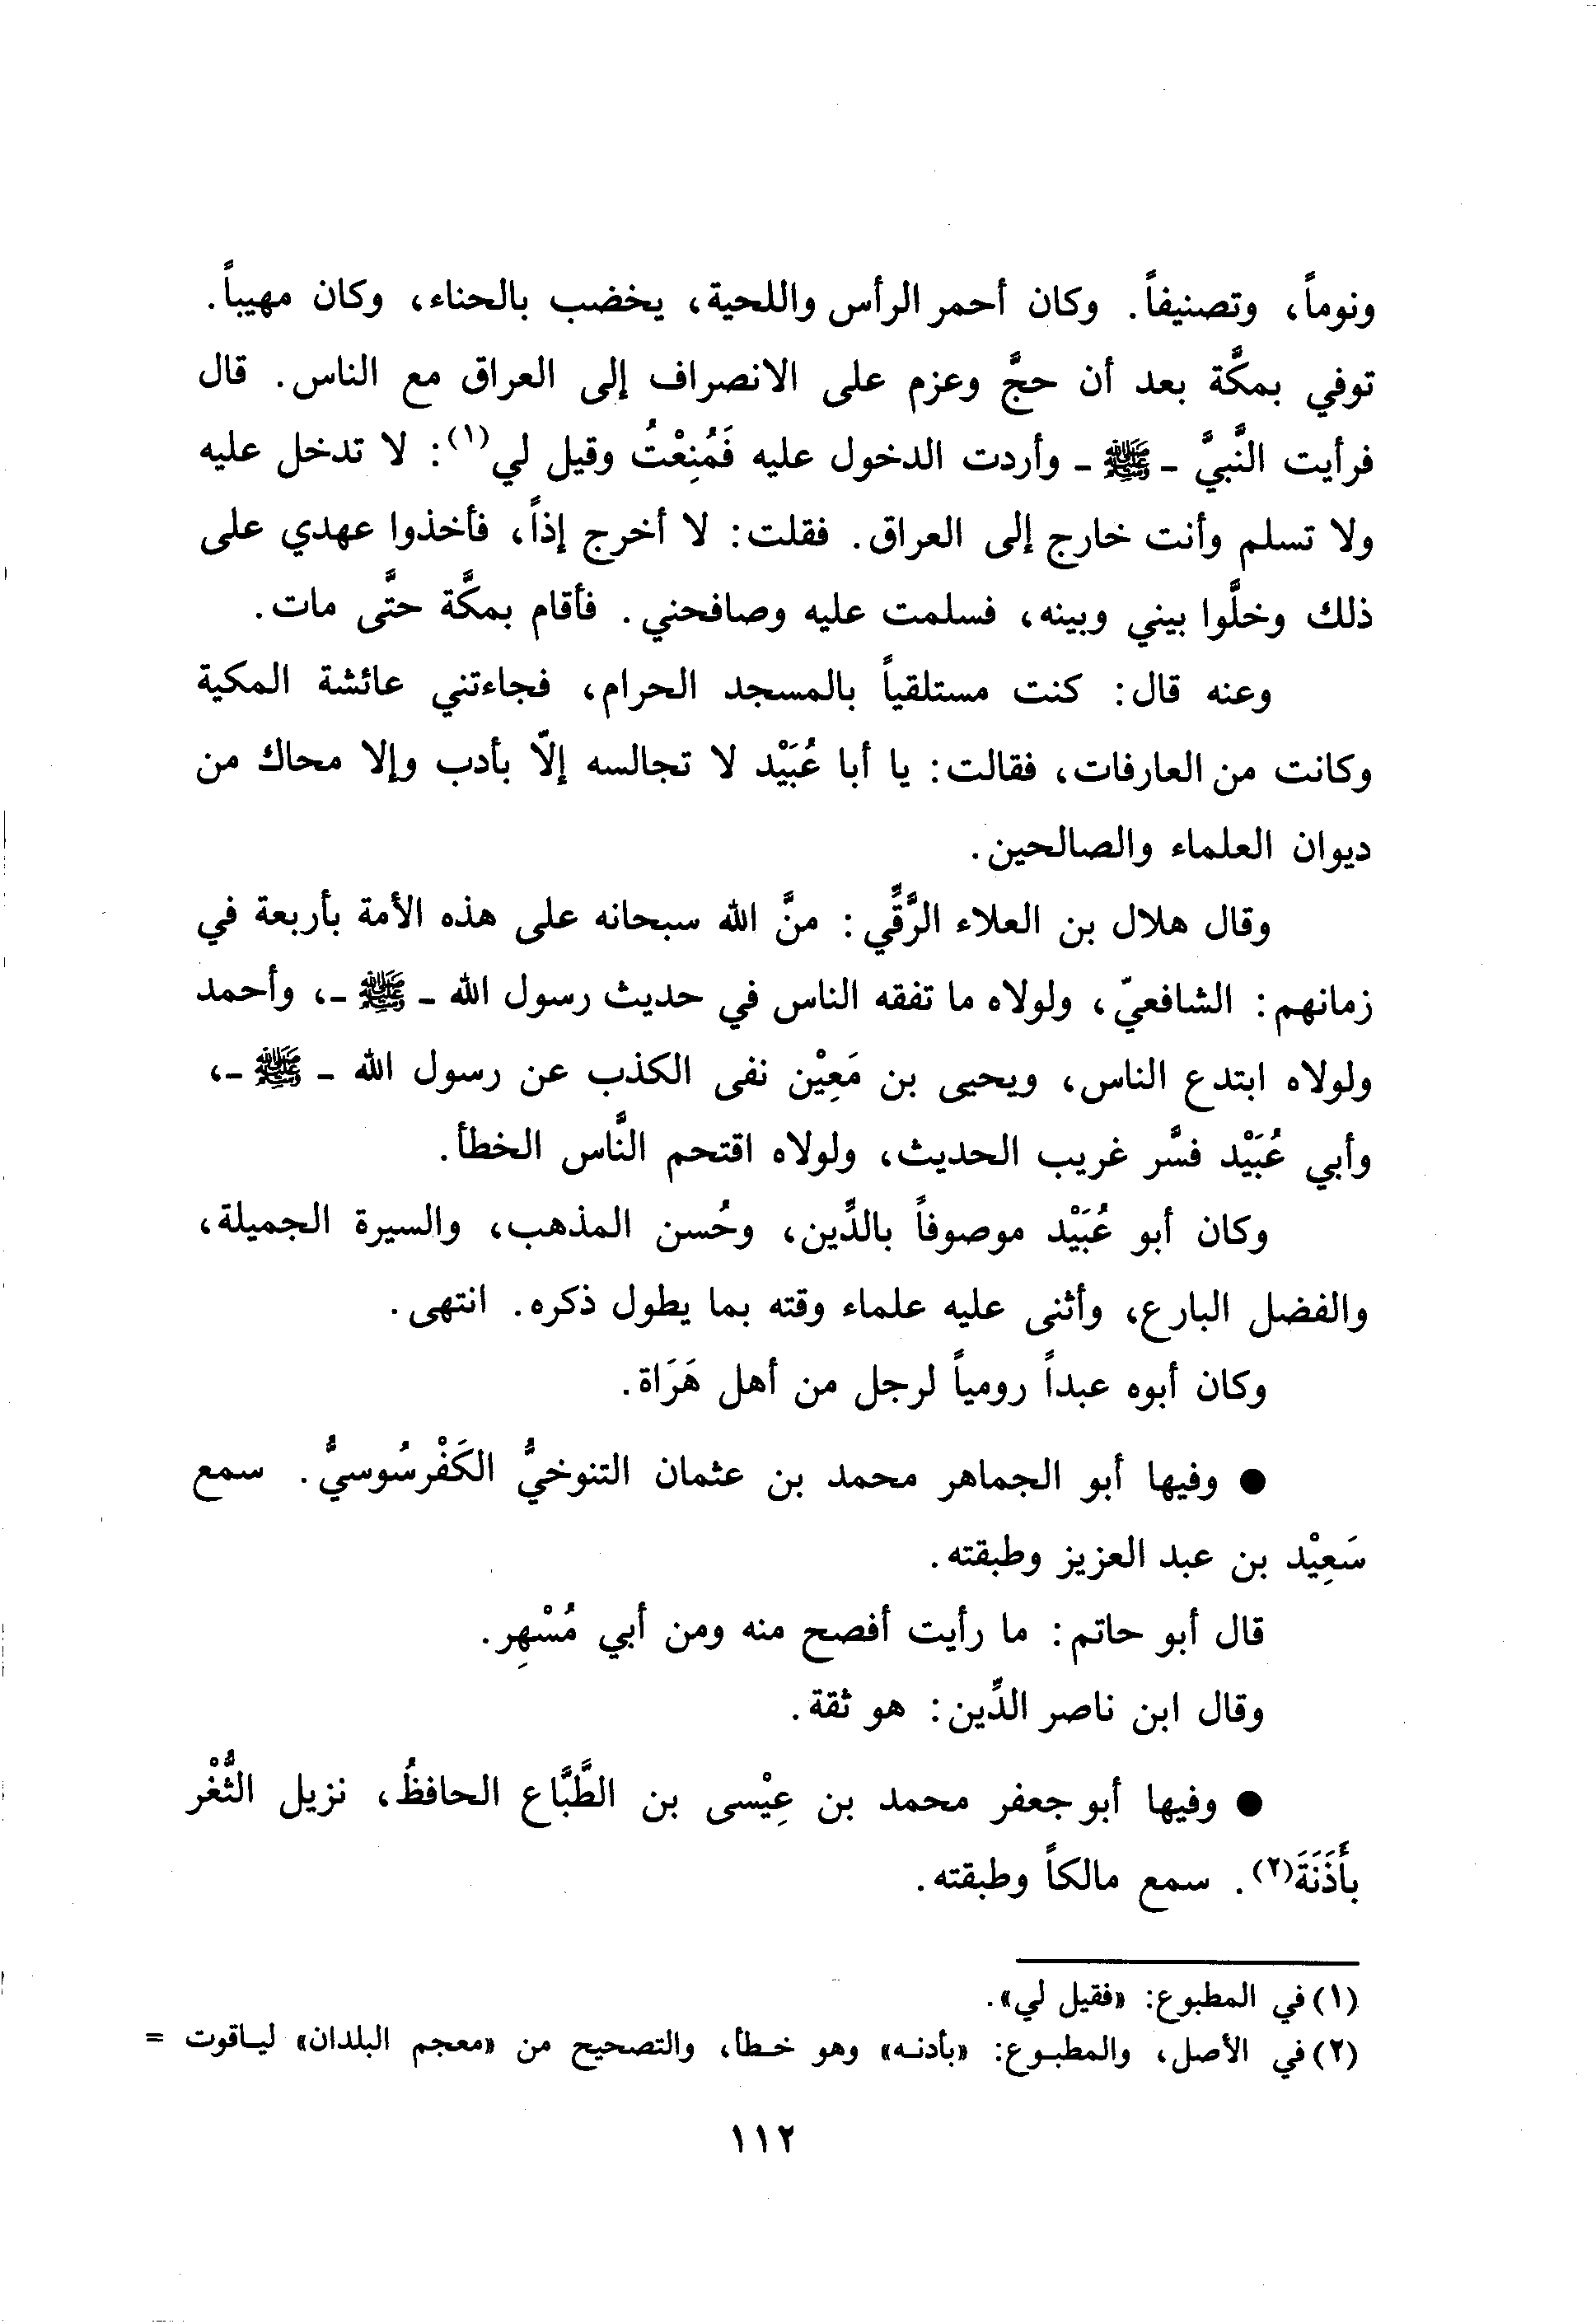 ونوماً، وتصنيفاً. وكان أحمر الرأس واللحية، يخضب بالحناء، وكان مهيباً.
توفي بمكَّة بعد أن حجَّ وعزم على الانصراف إلى العراق مع الناس. قال
فرأيت النَّبيَّ ـ ﷺ ـ وأردت الدخول عليه فَمُنِعْتُ وقيل لي(١): لا تدخل عليه
ولا تسلم وأنت خارج إلى العراق. فقلت: لا أخرج إذاً، فأخذوا عهدي على
ذلك وخلَّوا بيني وبينه، فسلمت عليه وصافحني. فأقام بمكَّة حتَّى مات.
وعنه قال: كنت مستلقياً بالمسجد الحرام، فجاءتني عائشة المكية
وكانت من العارفات، فقالت: يا أبا عُبَيْد لا تجالسه إلّا بأدب وإلا محاك من
ديوان العلماء والصالحين.
وقال هلال بن العلاء الرَّقِّي: منَّ الله سبحانه على هذه الأمة بأربعة في
زمانهم: الشافعيّ، ولولاه ما تفقه الناس في حديث رسول الله ـ ﷺ ـ، وأحمد
ولولاه ابتدع الناس، ويحيى بن مَعِيْن نفى الكذب عن رسول الله ـ ﷺ ـ،
وأبي عُبَيْد فسَّر غريب الحديث، ولولاه اقتحم النَّاس الخطأ.
وكان أبو عُبَيْد موصوفاً بالدِّين، وحُسن المذهب، والسيرة الجميلة،
والفضل البارع، وأثنى عليه علماء وقته بما يطول ذكره. انتهى.
وكان أبوه عبداً رومياً لرجل من أهل هَرَاة.
● وفيها أبو الجماهر محمد بن عثمان التنوخيُّ الكَفْرسُوسيُّ. سمع
سَعِيْد بن عبد العزيز وطبقته.
قال أبو حاتم: ما رأيت أفصح منه ومن أبي مُسْهِر.
وقال ابن ناصر الدِّين: هو ثقة.
● وفيها أبو جعفر محمد بن عِيْسى بن الطَّبَّاع الحافظُ، نزيل الثَّغْر
بأَذَنَةَ(٢). سمع مالكاً وطبقته.
(١) في المطبوع: «فقيل لي».
(٢) في الأصل، والمطبوع: «بأدنه» وهو خطأ، والتصحيح من «معجم البلدان» لياقوت =
١١٢